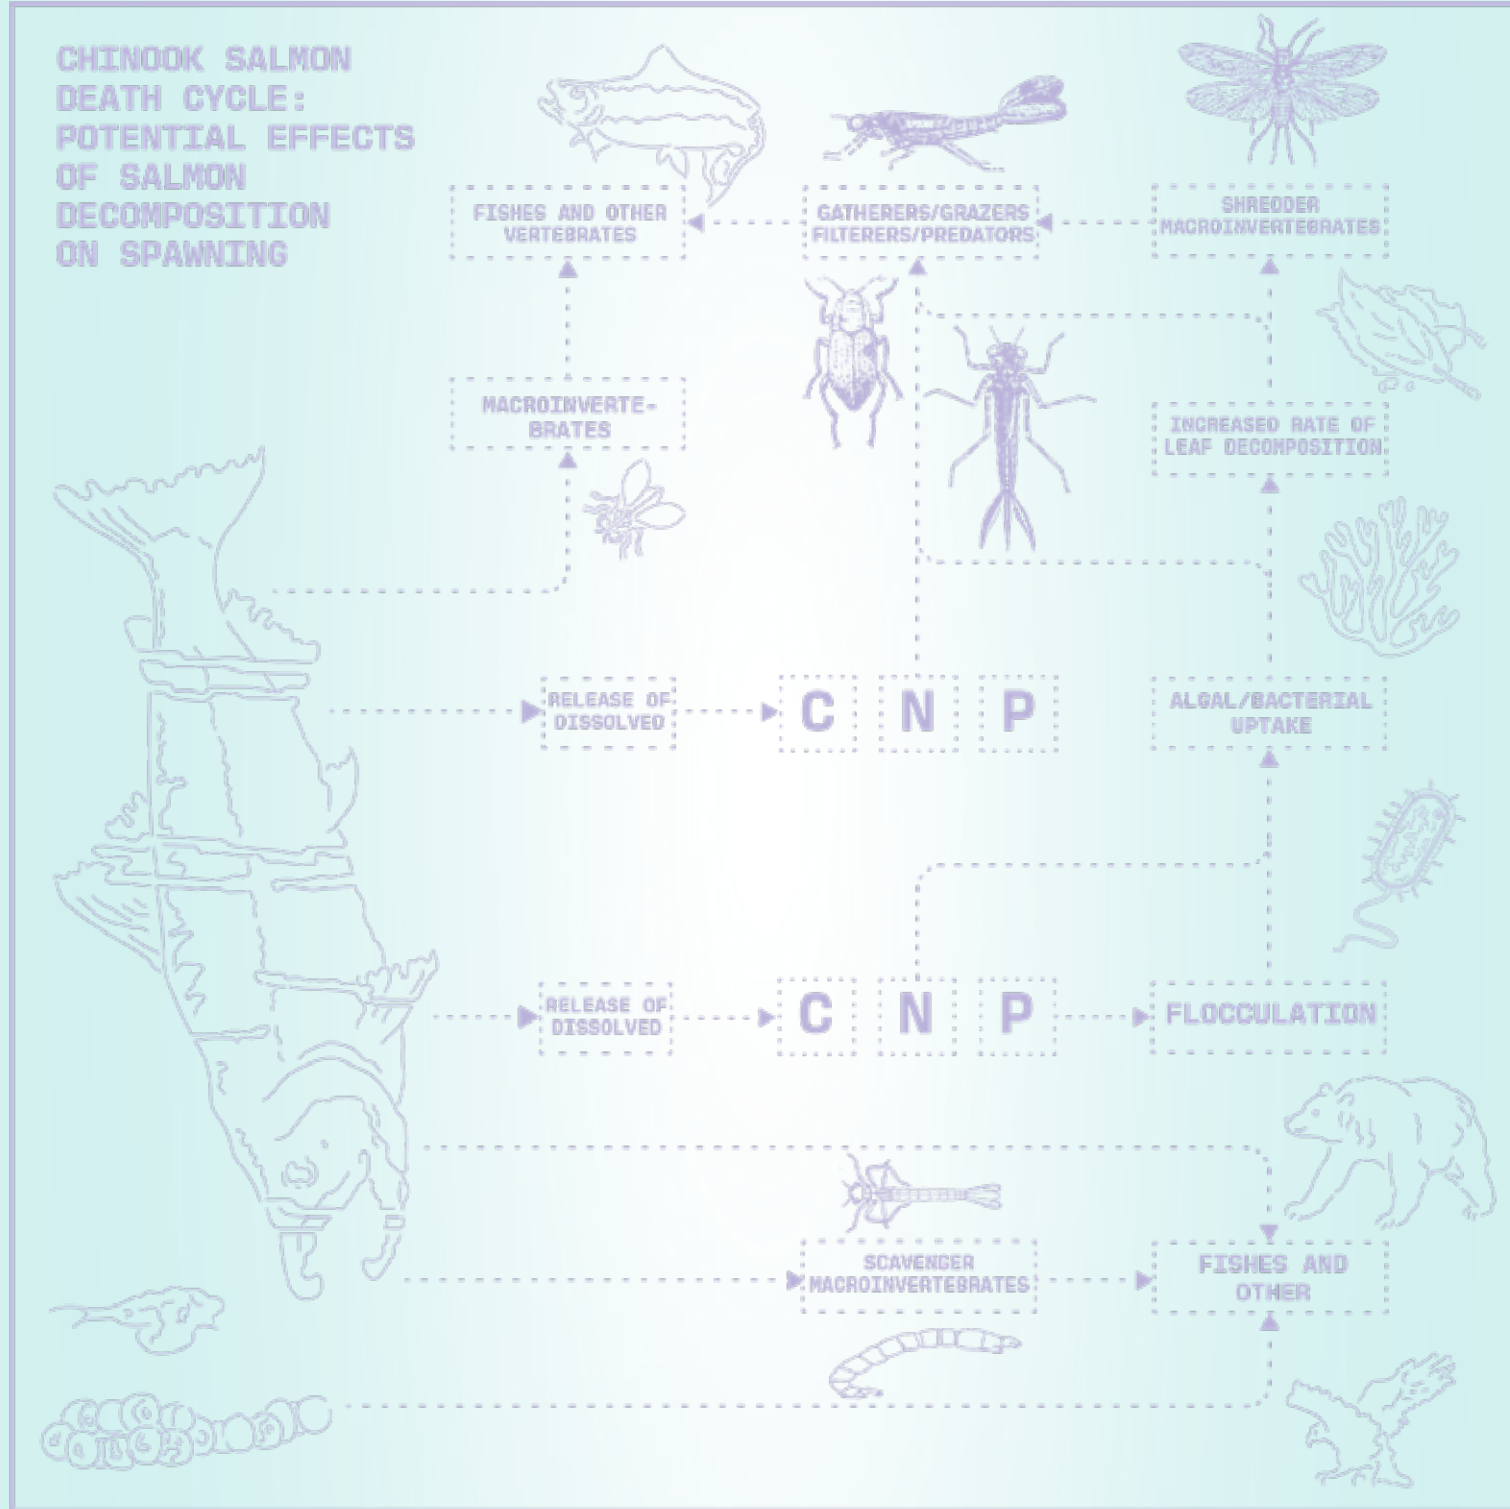 CHINOOK SALMON
DEATH CYCLE:
POTENTIAL EFFECTS
OF SALMON
DECOMPOSITION
ON SPAWNING
FISHES AND OTHER
VERTEBRATES
GATHERERS/GRAZERS
FILTERERS/PREDATORS
SHREDDER
MACROINVERTEBRATES
MACROINVERTE-
BRATES
INCREASED RATE OF
LEAF DECOMPOSITION
RELEASE OF
DISSOLVED
C N P
ALGAL/BACTERIAL
UPTAKE
RELEASE OF
DISSOLVED
C N P
FLOCCULATION
SCAVENGER
MACROINVERTEBRATES
FISHES AND
OTHER